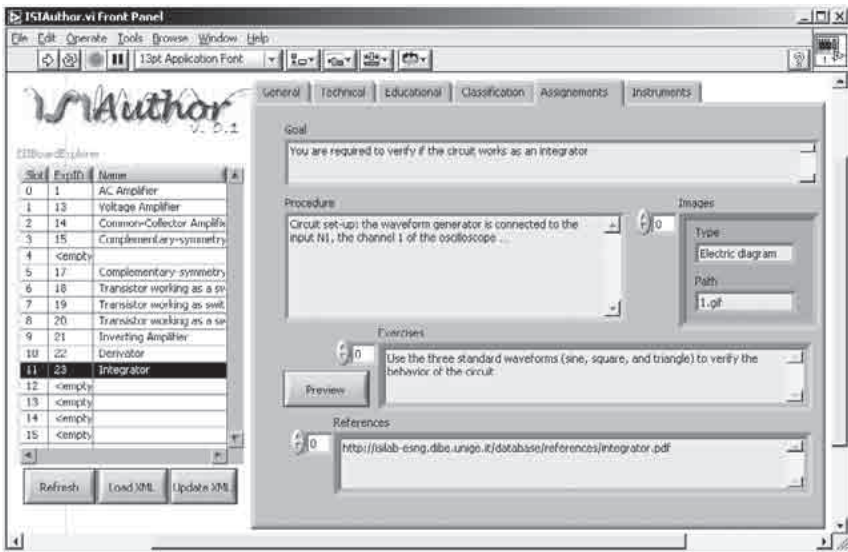 ISIAuthor.vi Front Panel
File Edit Operate Tools Browse Window Help
13pt Application Font
ISIAuthor
v. 0.1
General Technical Educational Classification Assignements Instruments
ISIBoardExplorer
Slot ExpID Name
0 1 AC Amplifier
1 13 Voltage Amplifier
2 14 Common-Collector Amplifie
3 15 Complementary-symmetry
4 <empty
5 17 Complementary-symmetry
6 18 Transistor working as a sw
7 19 Transistor working as swit
8 20 Transistor working as a sw
9 21 Inverting Amplifier
10 22 Derivator
11 23 Integrator
12 <empty
13 <empty
14 <empty
15 <empty
Refresh Load XML Update XML
Goal
You are required to verify if the circuit works as an integrator
Procedure
Circuit set-up: the waveform generator is connected to the
input N1, the channel 1 of the oscilloscope ...
0
Images
Type
Electric diagram
Path
1.gif
Exercises
0
Use the three standard waveforms (sine, square, and triangle) to verify the
behavior of the circuit
Preview
References
0
http://isilab-esng.dibe.unige.it/database/references/integrator.pdf